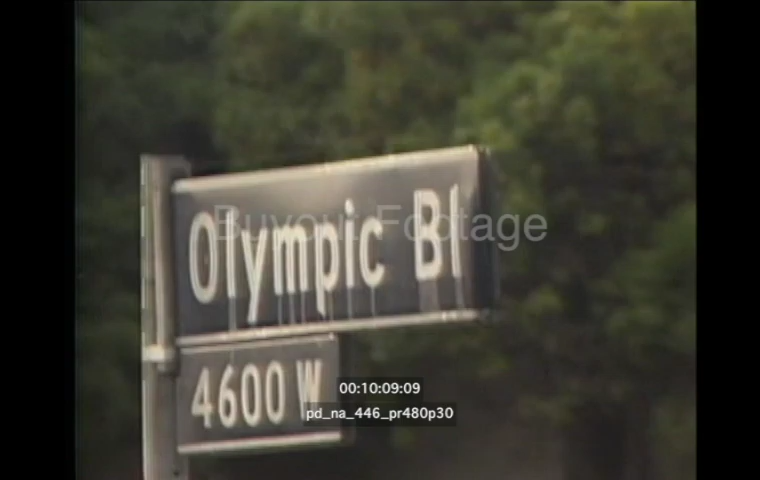 Olympic Bl
Buyout Footage
4600 W
00:10:09:09
pd_na_446_pr480p30